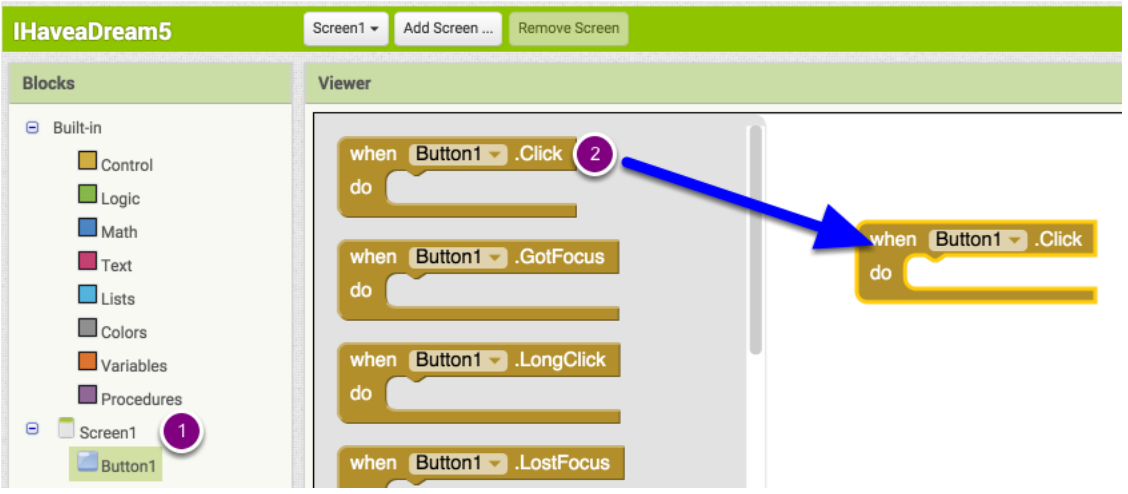 IHaveaDream5
Screen1 Add Screen ... Remove Screen
Blocks
Built-in
Control
Logic
Math
Text
Lists
Colors
Variables
Procedures
Screen1 1
Button1
Viewer
when Button1 .Click 2
do
when Button1 .GotFocus
do
when Button1 .LongClick
do
when Button1 .LostFocus
when Button1 .Click
do